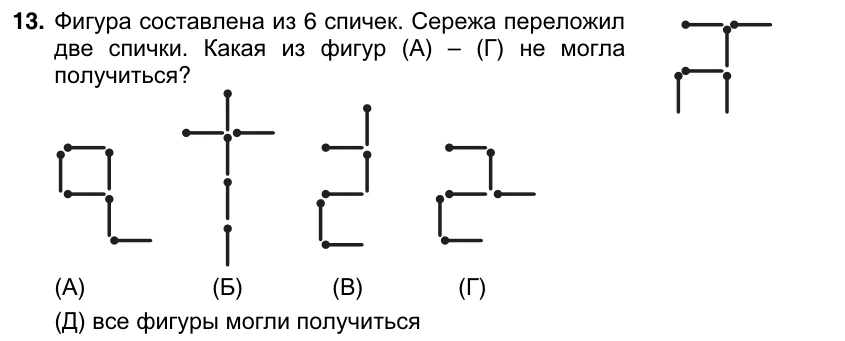 13. Фигура составлена из 6 спичек. Сережа переложил
две спички. Какая из фигур (А) – (Г) не могла
получиться?
(А) (Б) (В) (Г)
(Д) все фигуры могли получиться